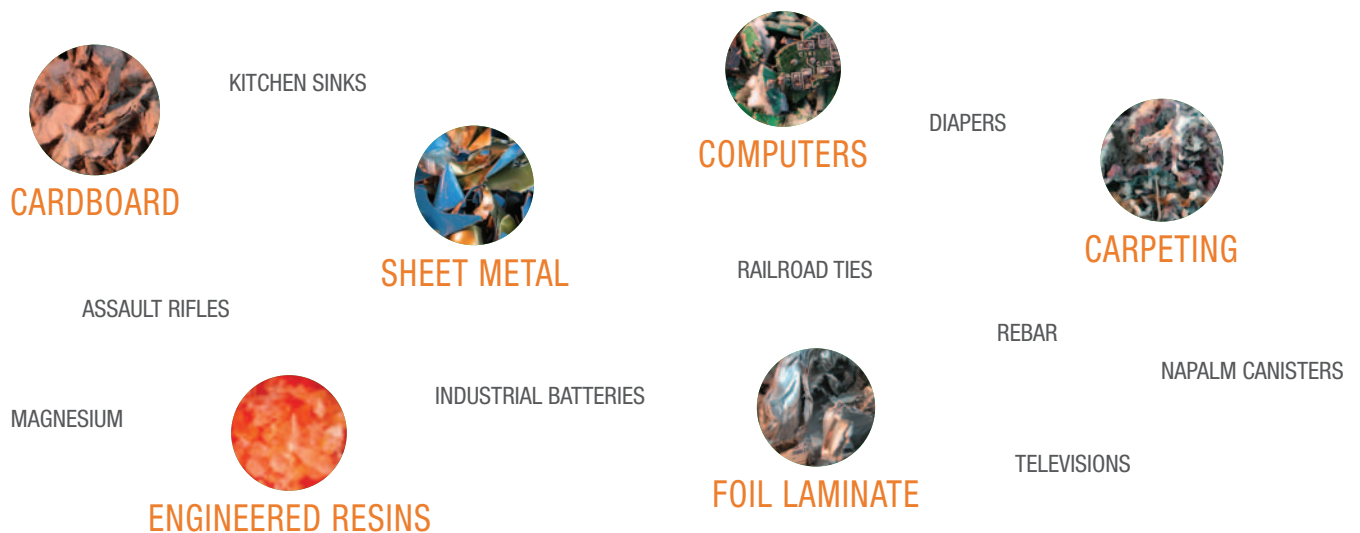 KITCHEN SINKS
COMPUTERS
DIAPERS
CARDBOARD
SHEET METAL
CARPETING
RAILROAD TIES
ASSAULT RIFLES
REBAR
NAPALM CANISTERS
INDUSTRIAL BATTERIES
MAGNESIUM
TELEVISIONS
FOIL LAMINATE
ENGINEERED RESINS